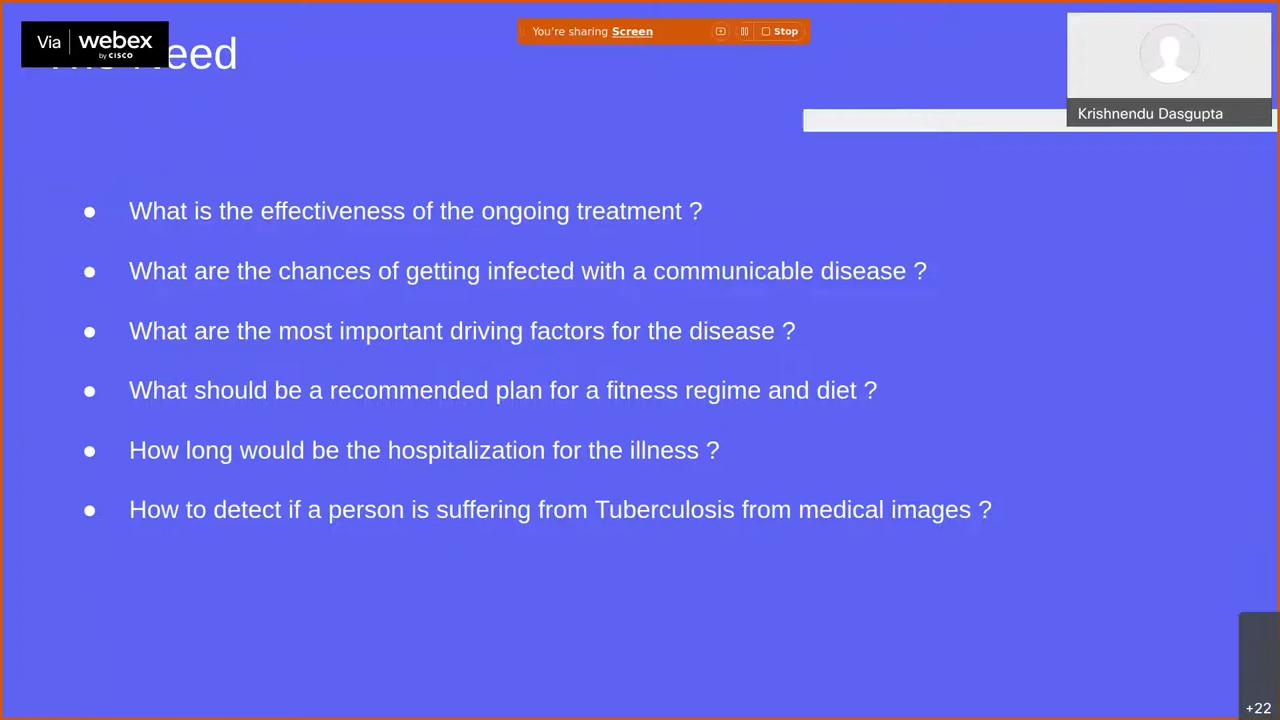 Via webex
by CISCO
You're sharing Screen
Stop
Krishnendu Dasgupta
● What is the effectiveness of the ongoing treatment ?
● What are the chances of getting infected with a communicable disease ?
● What are the most important driving factors for the disease ?
● What should be a recommended plan for a fitness regime and diet ?
● How long would be the hospitalization for the illness ?
● How to detect if a person is suffering from Tuberculosis from medical images ?
+22